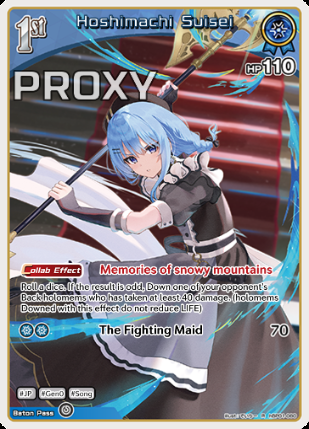 1st
Hoshimachi Suisei
HP 110
PROXY
Collab Effect
Memories of snowy mountains
Roll a dice. If the result is odd, Down one of your opponent's
Back holomems who has taken at least 40 damage. (holomems
Downed with this effect do not reduce LIFE)
The Fighting Maid
70
#JP #Gen0 #Song
Baton Pass